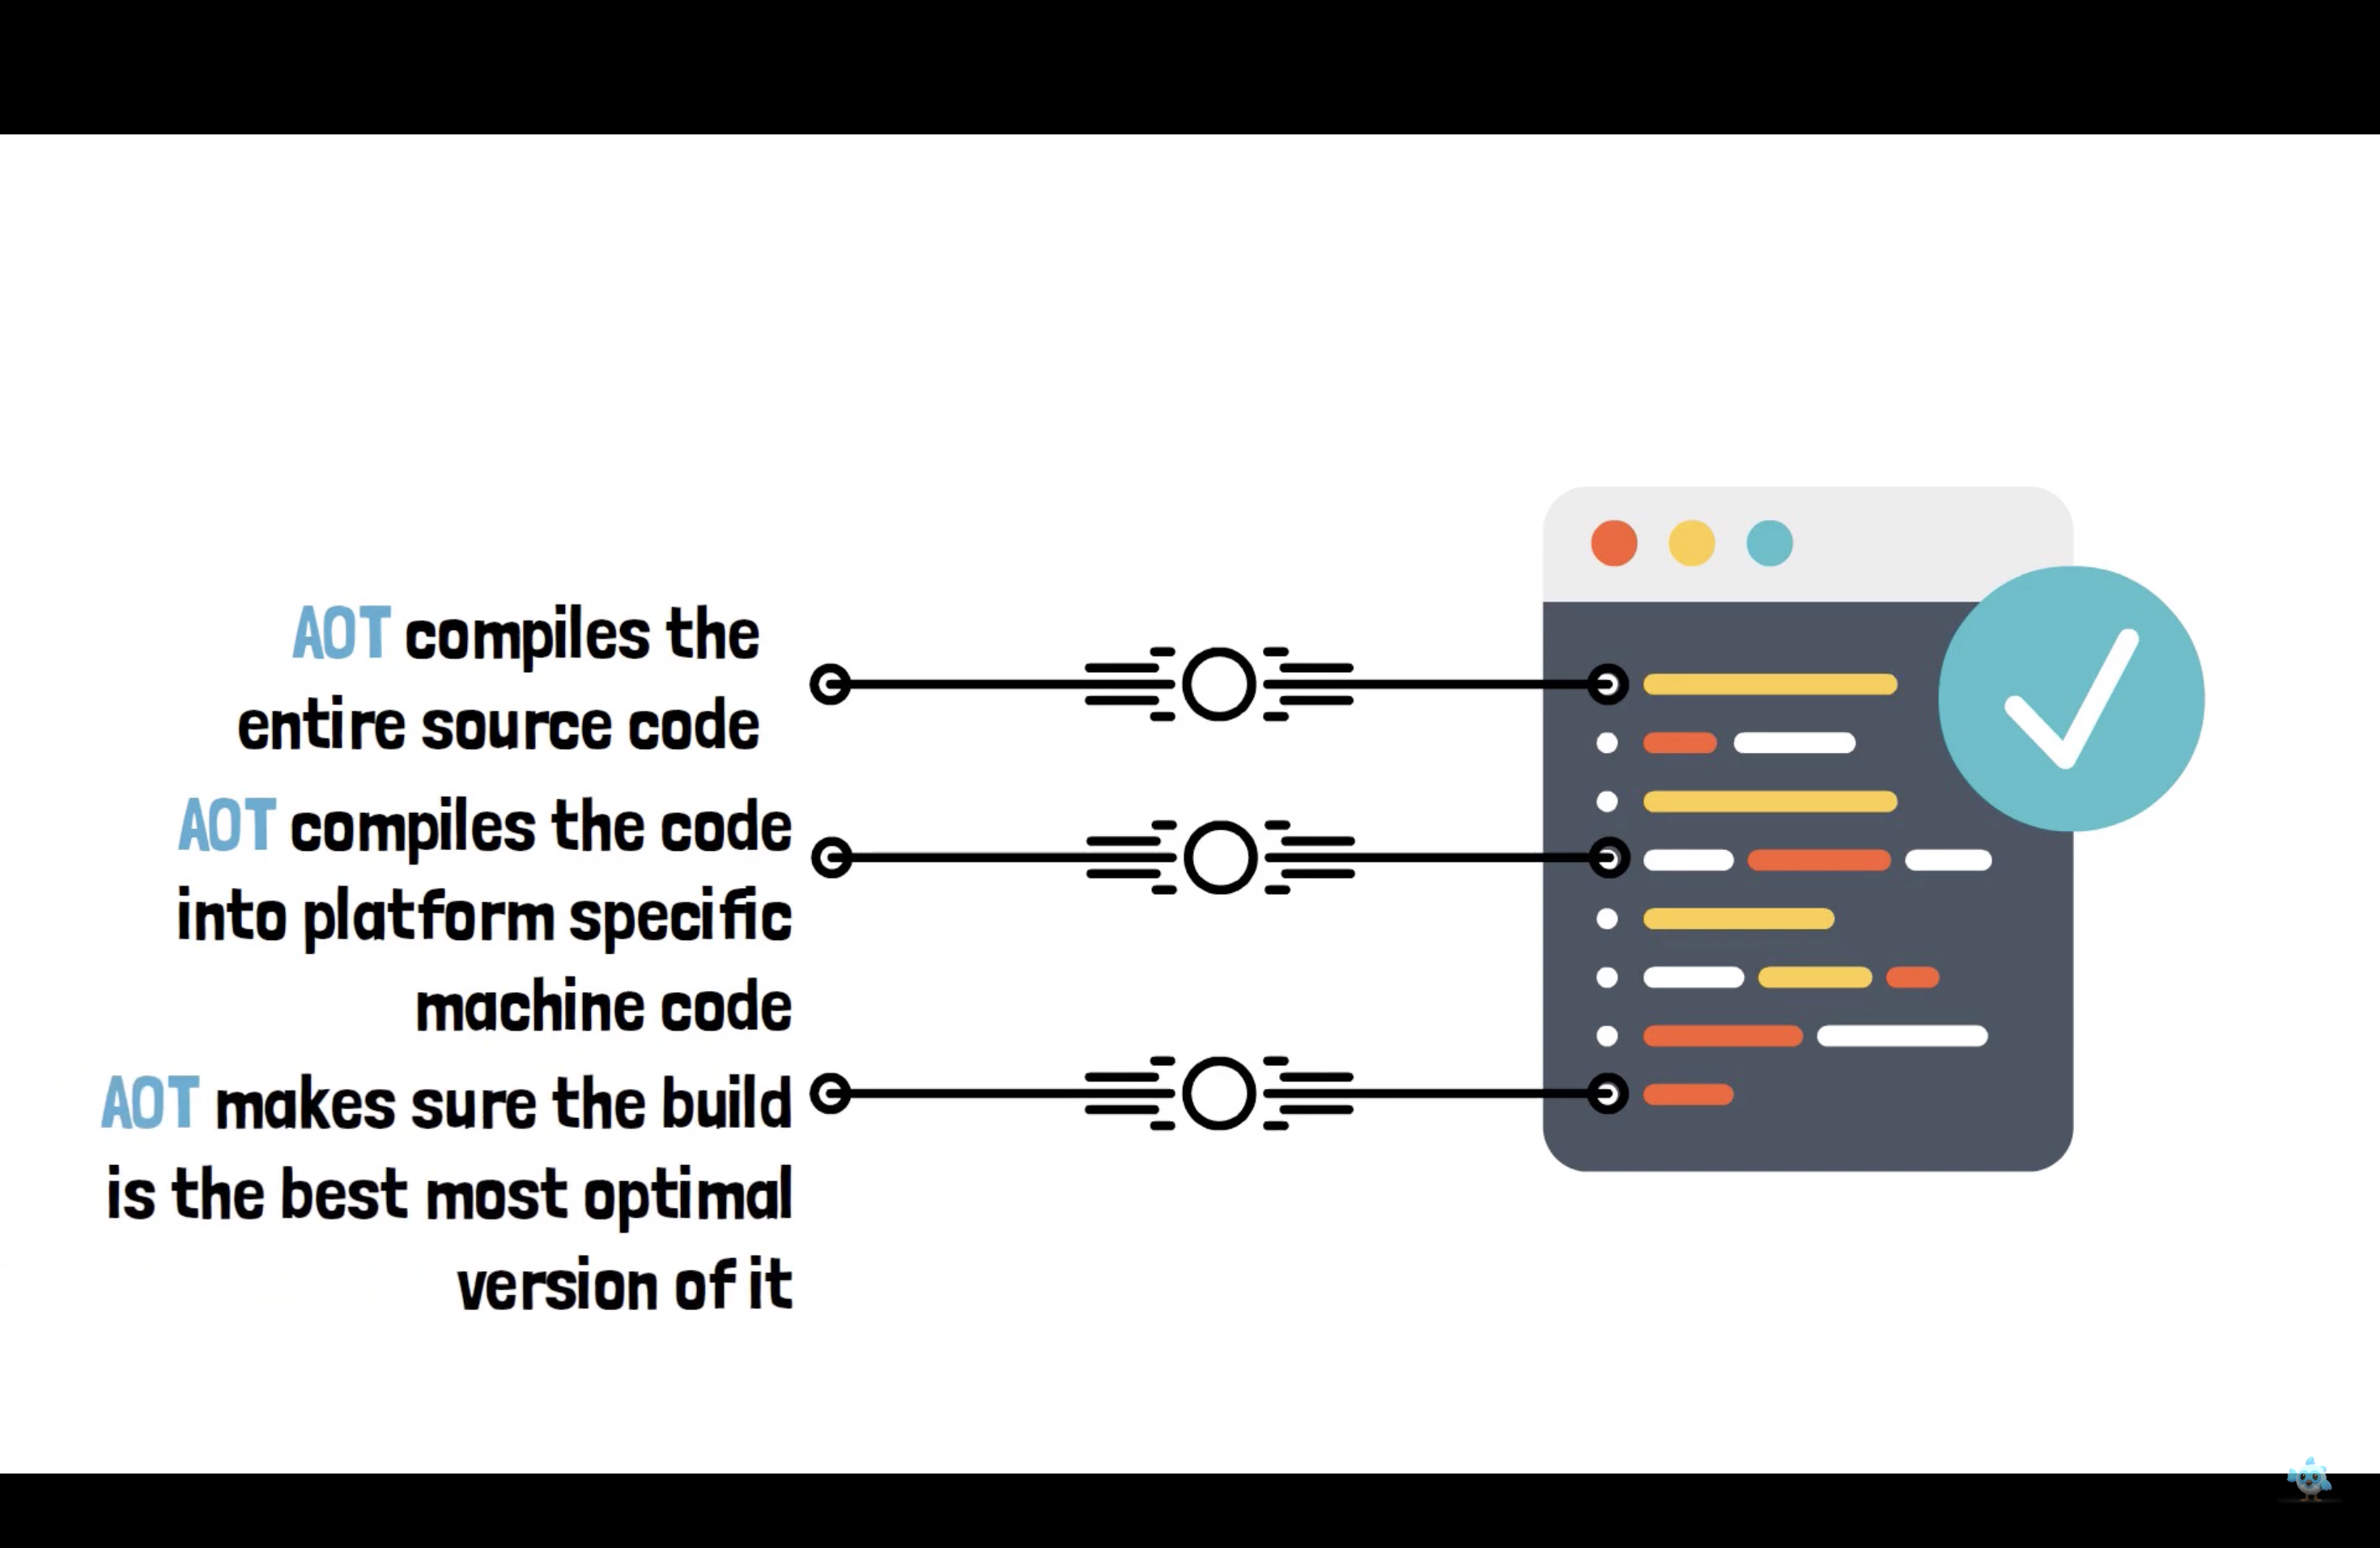 AOT compiles the
entire source code
AOT compiles the code
into platform specific
machine code
AOT makes sure the build
is the best most optimal
version of it